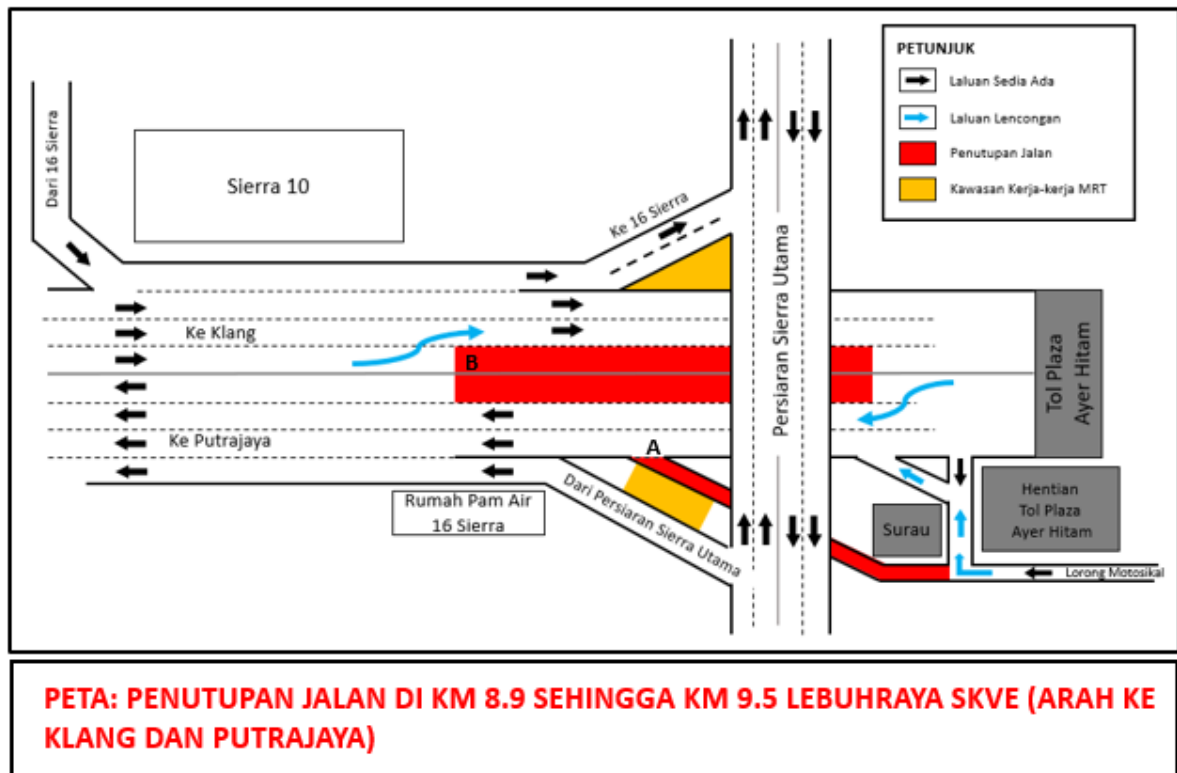 PETUNJUK
Laluan Sedia Ada
Laluan Lencongan
Penutupan Jalan
Kawasan Kerja-kerja MRT
Dari 16 Sierra
Sierra 10
Ke 16 Sierra
Persiaran Sierra Utama
Ke Klang
B
Tol Plaza
Ayer Hitam
Ke Putrajaya
A
Rumah Pam Air
16 Sierra
Dari Persiaran Sierra Utama
Surau
Hentian
Tol Plaza
Ayer Hitam
Lorong Motosikal
PETA: PENUTUPAN JALAN DI KM 8.9 SEHINGGA KM 9.5 LEBUHRAYA SKVE (ARAH KE
KLANG DAN PUTRAJAYA)